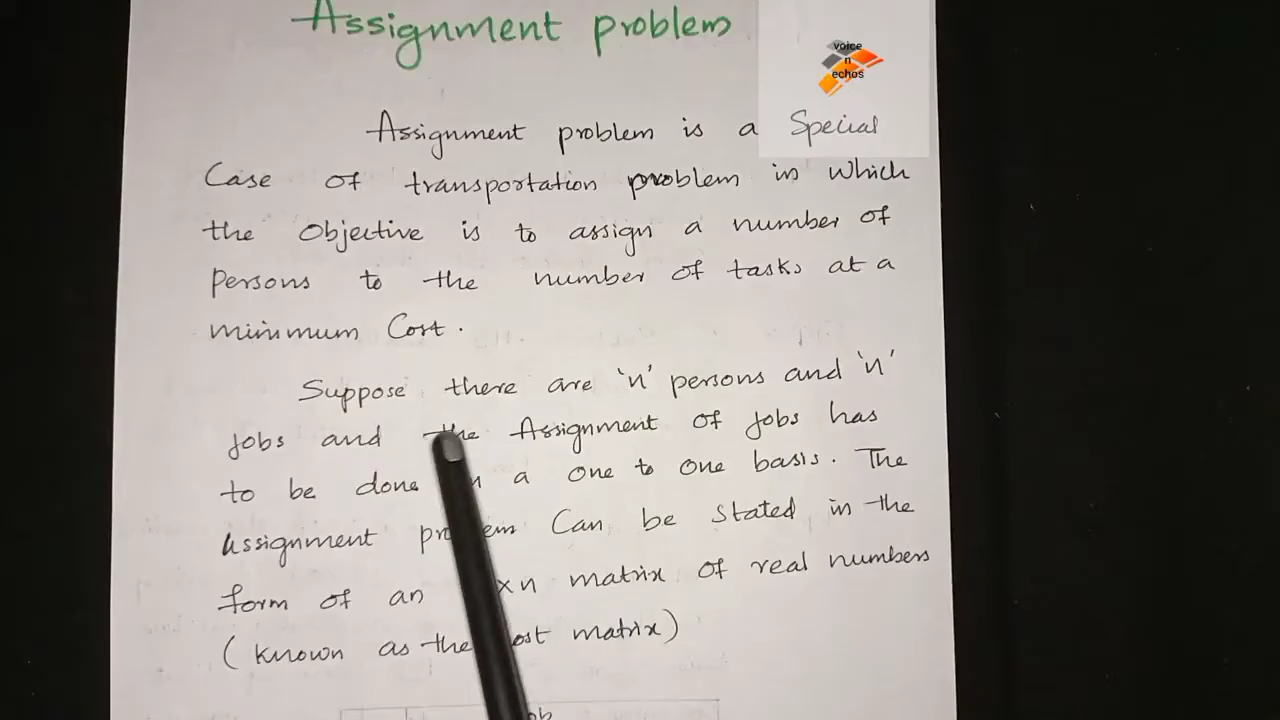 Assignment problem
voice
n
echos
Assignment problem is a Special
Case of transportation problem in which
the Objective is to assign a number of
persons to the number of tasks at a
minimum Cost.
Suppose there are 'n' persons and 'n'
jobs and the Assignment of jobs has
to be done a one to one basis. The
Assignment Can be stated in the
form of an matrix of real numbers
(known as the matrix)